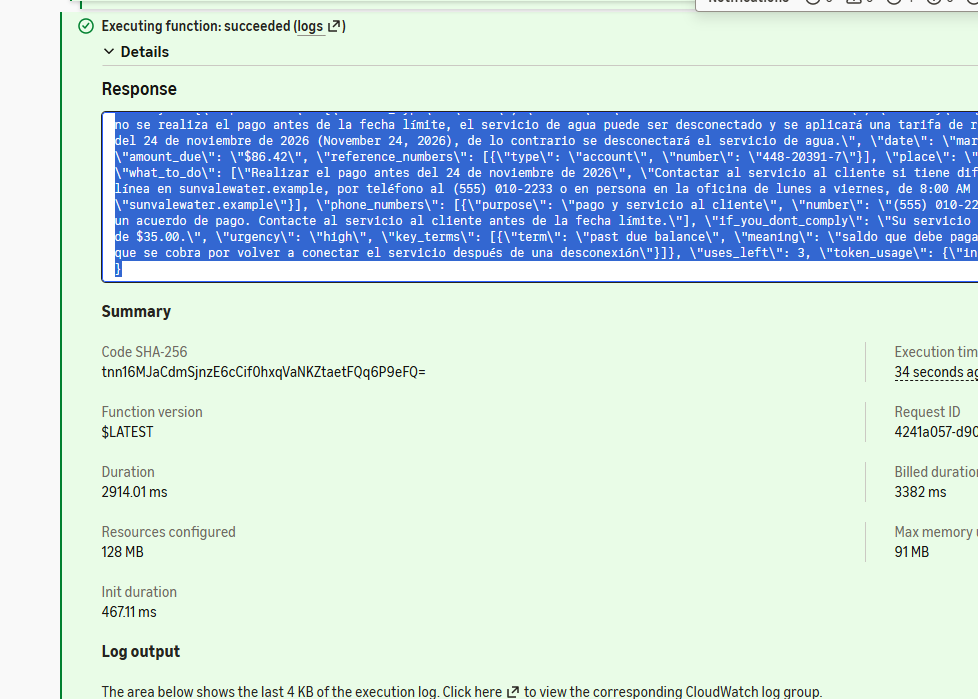 Executing function: succeeded (logs)
Details
Response
no se realiza el pago antes de la fecha límite, el servicio de agua puede ser desconectado y se aplicará una tarifa de r
del 24 de noviembre de 2026 (November 24, 2026), de lo contrario se desconectará el servicio de agua.\", \"date\": \"mar
\"amount_due\": \"$86.42\", \"reference_numbers\": [{\"type\": \"account\", \"number\": \"448-20391-7\"}], \"place\": \"
\"what_to_do\": [\"Realizar el pago antes del 24 de noviembre de 2026\", \"Contactar al servicio al cliente si tiene dif
línea en sunvalewater.example, por teléfono al (555) 010-2233 o en persona en la oficina de lunes a viernes, de 8:00 AM
\"sunvalewater.example\"}], \"phone_numbers\": [{\"purpose\": \"pago y servicio al cliente\", \"number\": \"(555) 010-22
un acuerdo de pago. Contacte al servicio al cliente antes de la fecha límite.\"], \"if_you_dont_comply\": \"Su servicio
de $35.00.\", \"urgency\": \"high\", \"key_terms\": [{\"term\": \"past due balance\", \"meaning\": \"saldo que debe paga
que se cobra por volver a conectar el servicio después de una desconexión\"}]}, \"uses_left\": 3, \"token_usage\": {\"in
}
Summary
Code SHA-256
tnn16MJaCdmSjnzE6cCif0hxqVaNKZtaetFQq6P9eFQ=
Execution tim
34 seconds ag
Function version
$LATEST
Request ID
4241a057-d90
Duration
2914.01 ms
Billed duration
3382 ms
Resources configured
128 MB
Max memory
91 MB
Init duration
467.11 ms
Log output
The area below shows the last 4 KB of the execution log. Click here to view the corresponding CloudWatch log group.